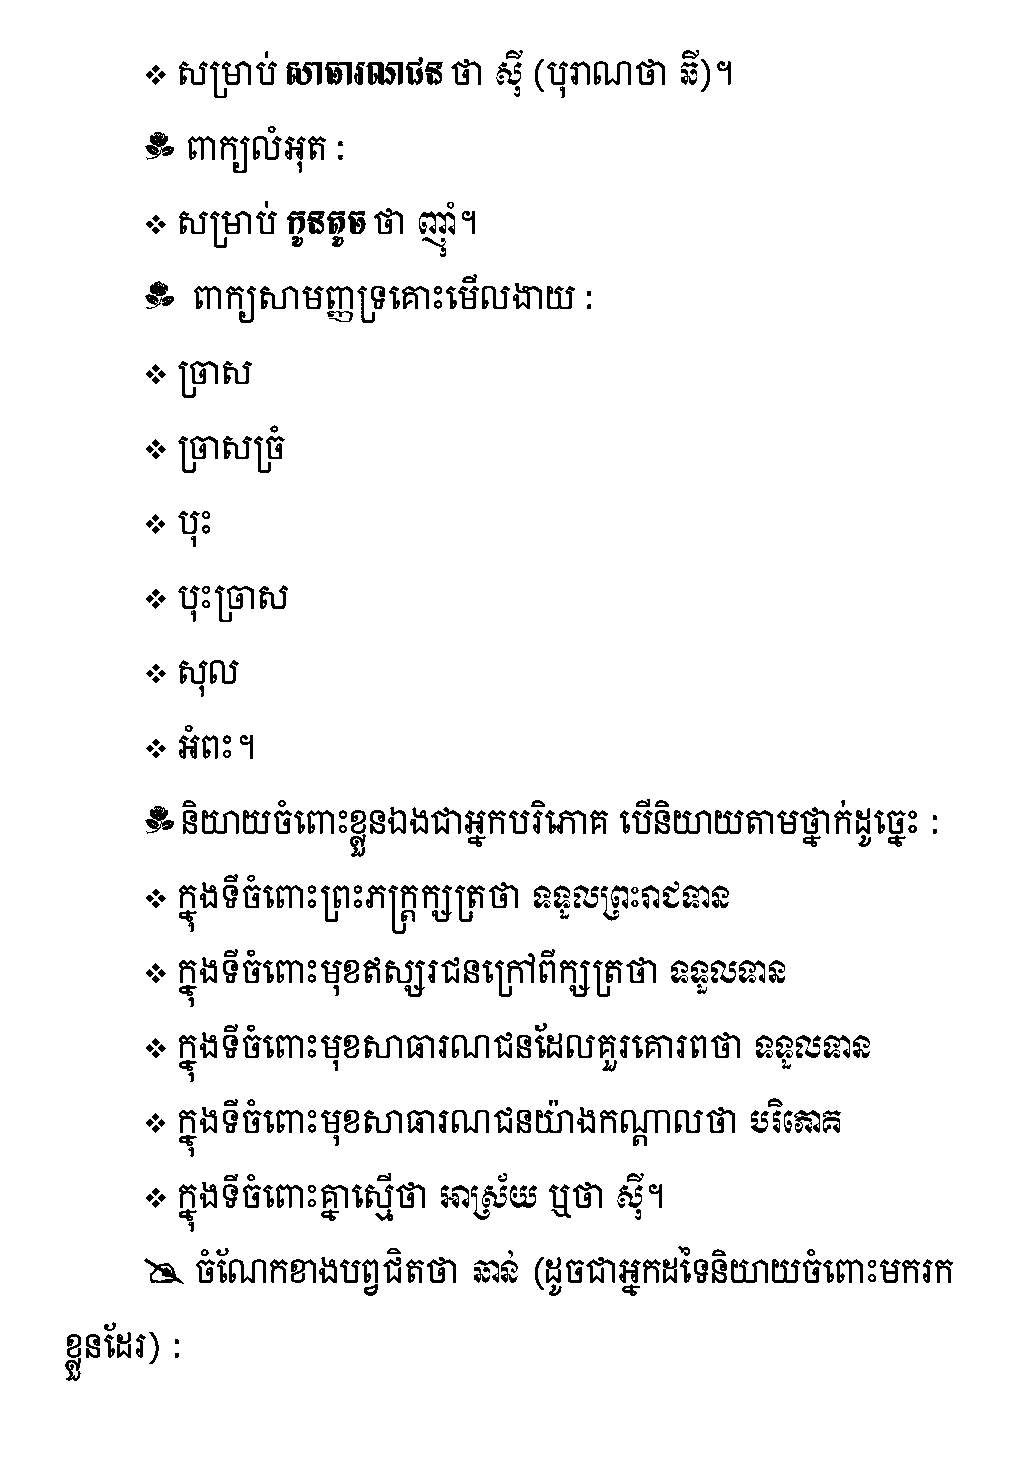 ❖ សម្រាប់ សាធារណជន ថា ស៊ី (បុរាណថា ឆី)។
ពាក្យលំអុត :
❖ សម្រាប់ កូនតូច ថា ញ៉ាំ។
ពាក្យសាមញ្ញទ្រគោះមើលងាយ :
❖ ច្រាស
❖ ច្រាសច្រំ
❖ បុះ
❖ បុះច្រាស
❖ សុល
❖ អំពះ។
និយាយចំពោះខ្លួនឯងជាអ្នកបរិភោគ បើនិយាយតាមថ្នាក់ដូច្នេះ :
❖ ក្នុងទីចំពោះព្រះភក្ត្រក្សត្រថា ទទួលព្រះរាជទាន
❖ ក្នុងទីចំពោះមុខឥស្សរជនក្រៅពីក្សត្រថា ទទួលទាន
❖ ក្នុងទីចំពោះមុខសាធារណជនដែលគួរគោរពថា ទទួលទាន
❖ ក្នុងទីចំពោះមុខសាធារណជនយ៉ាងកណ្ដាលថា បរិភោគ
❖ ក្នុងទីចំពោះគ្នាស្មើថា អាស្រ័យ ឬថា ស៊ី។
ចំណែកខាងបព្វជិតថា ឆាន់ (ដូចជាអ្នកដទៃនិយាយចំពោះមករក
ខ្លួនដែរ) :